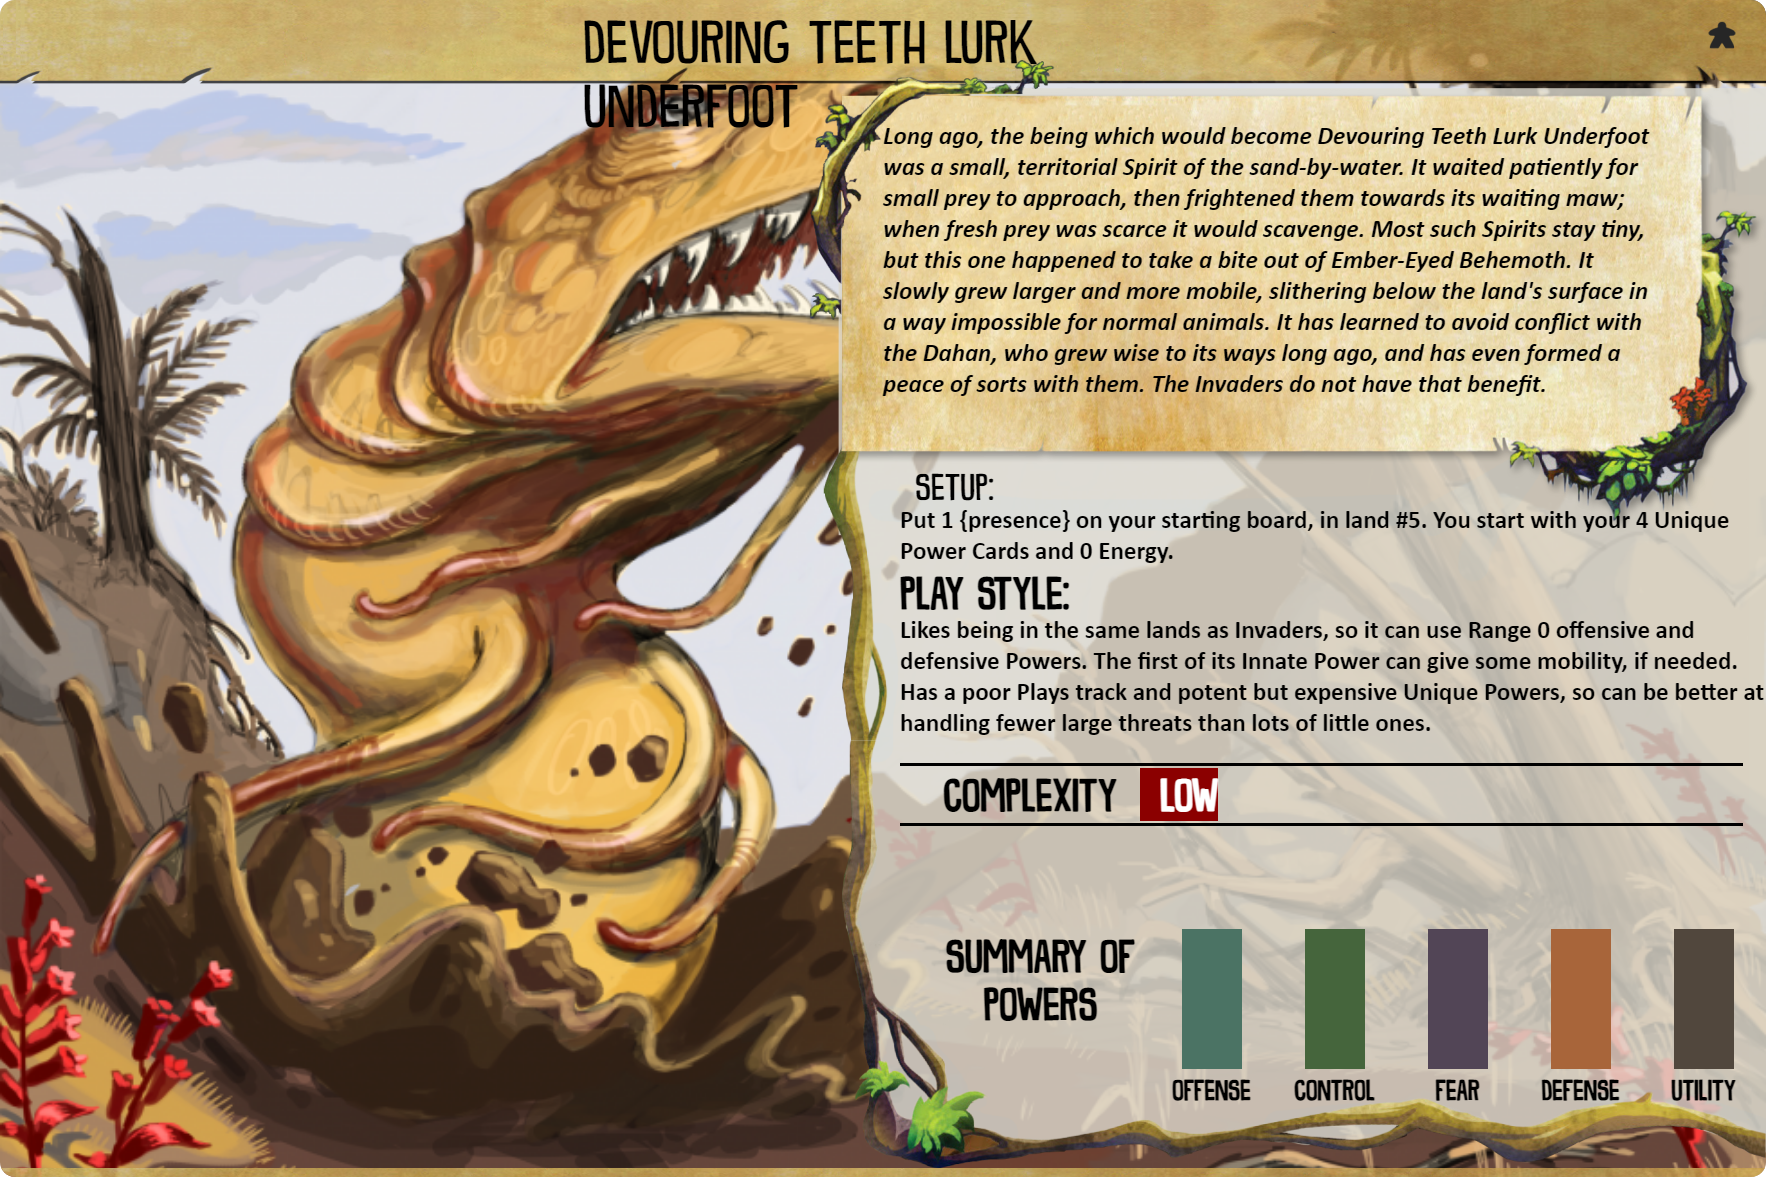 DEVOURING TEETH LURK
UNDERFOOT
Long ago, the being which would become Devouring Teeth Lurk Underfoot
was a small, territorial Spirit of the sand-by-water. It waited patiently for
small prey to approach, then frightened them towards its waiting maw;
when fresh prey was scarce it would scavenge. Most such Spirits stay tiny,
but this one happened to take a bite out of Ember-Eyed Behemoth. It
slowly grew larger and more mobile, slithering below the land's surface in
a way impossible for normal animals. It has learned to avoid conflict with
the Dahan, who grew wise to its ways long ago, and has even formed a
peace of sorts with them. The Invaders do not have that benefit.
SETUP:
Put 1 {presence} on your starting board, in land #5. You start with your 4 Unique
Power Cards and 0 Energy.
PLAY STYLE:
Likes being in the same lands as Invaders, so it can use Range 0 offensive and
defensive Powers. The first of its Innate Power can give some mobility, if needed.
Has a poor Plays track and potent but expensive Unique Powers, so can be better at
handling fewer large threats than lots of little ones.
COMPLEXITY LOW
SUMMARY OF
POWERS
OFFENSE CONTROL FEAR DEFENSE UTILITY